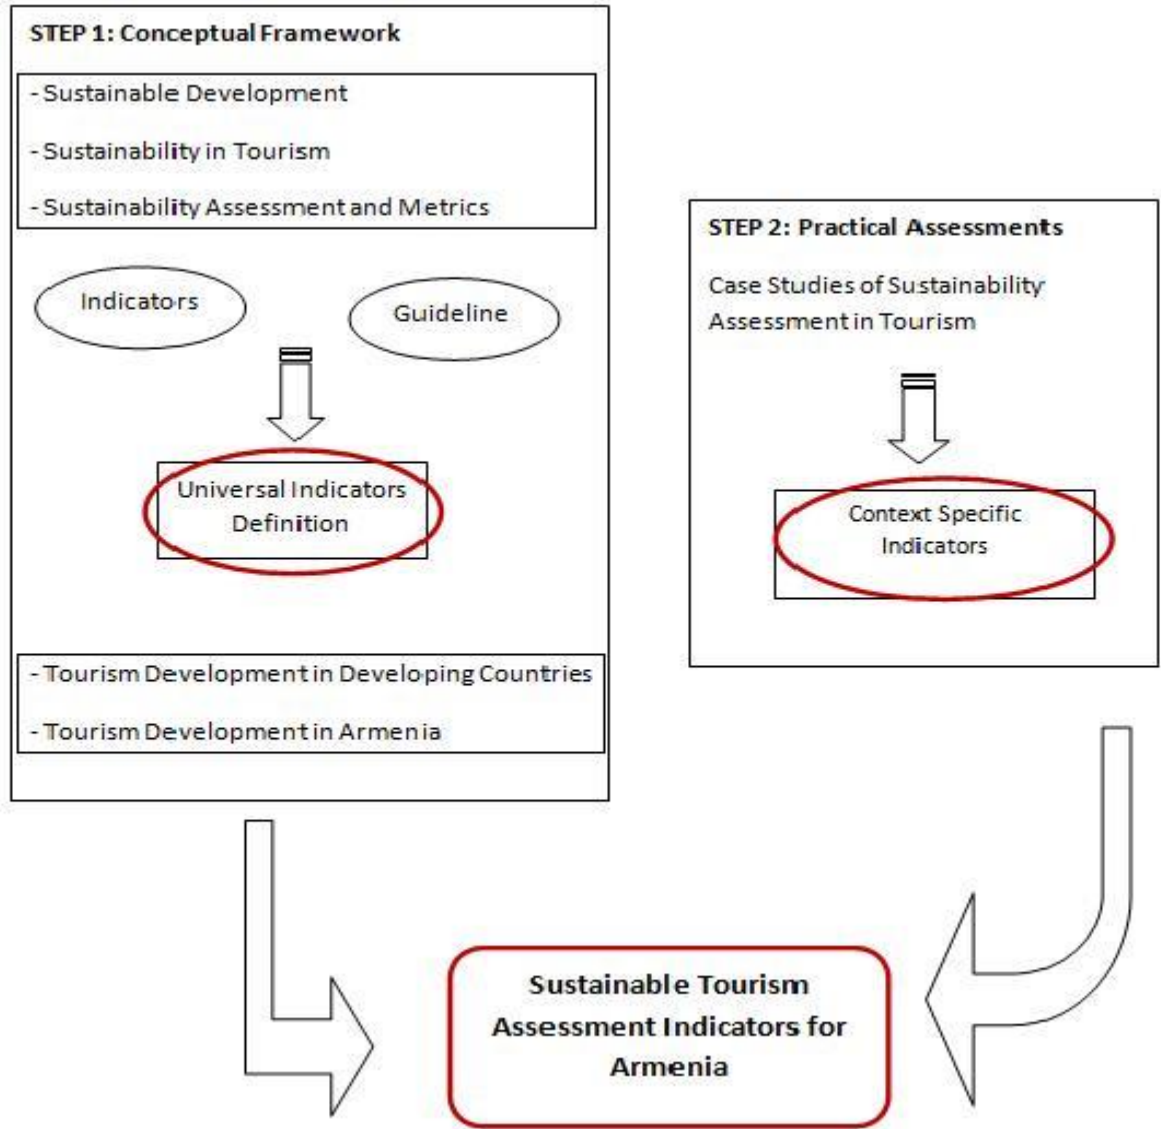 STEP 1: Conceptual Framework
- Sustainable Development
- Sustainability in Tourism
- Sustainability Assessment and Metrics
Indicators
Guideline
Universal Indicators
Definition
- Tourism Development in Developing Countries
- Tourism Development in Armenia
STEP 2: Practical Assessments
Case Studies of Sustainability
Assessment in Tourism
Context Specific
Indicators
Sustainable Tourism
Assessment Indicators for
Armenia